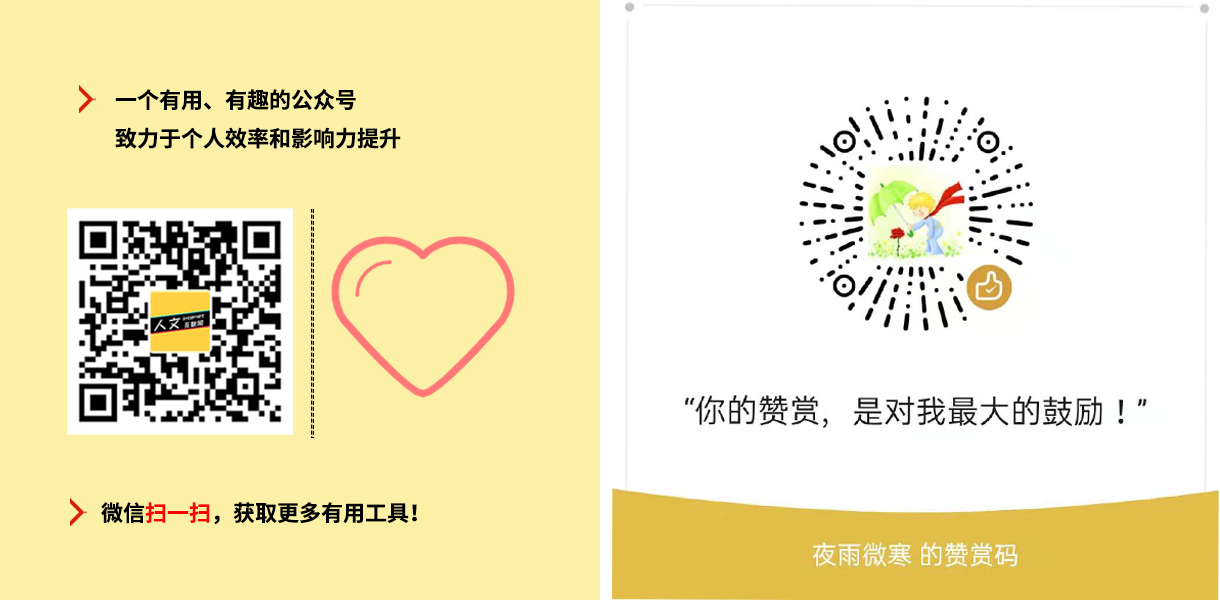 一个有用、有趣的公众号
致力于个人效率和影响力提升
人文
internet
互联网
微信扫一扫，获取更多有用工具！
“你的赞赏，是对我最大的鼓励！”
夜雨微寒 的赞赏码